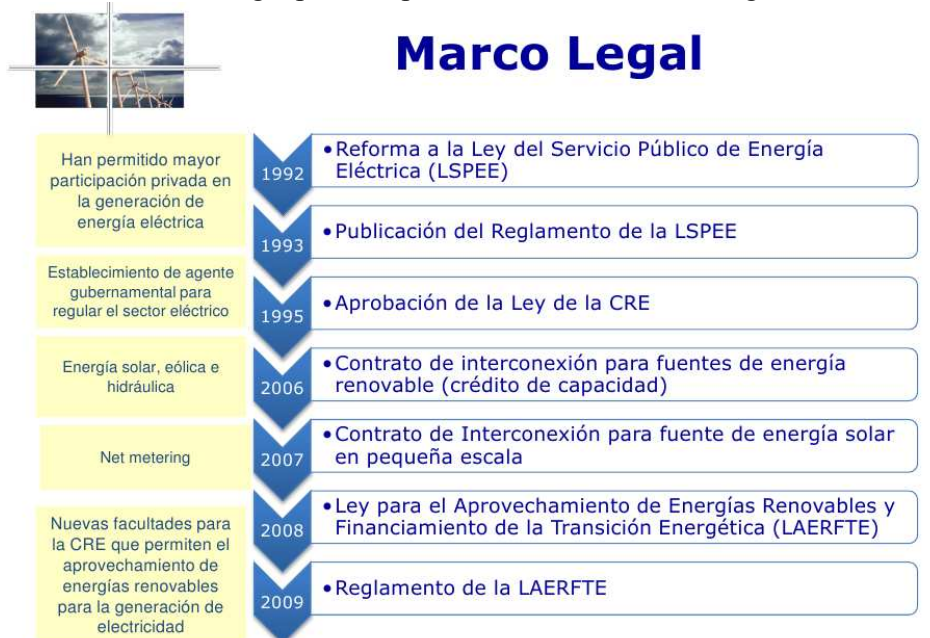 Marco Legal
Han permitido mayor
participación privada en
la generación de
energía eléctrica
1992
•Reforma a la Ley del Servicio Público de Energía
Eléctrica (LSPEE)
1993
•Publicación del Reglamento de la LSPEE
Establecimiento de agente
gubernamental para
regular el sector eléctrico
1995
•Aprobación de la Ley de la CRE
Energía solar, eólica e
hidráulica
2006
•Contrato de interconexión para fuentes de energía
renovable (crédito de capacidad)
Net metering
2007
•Contrato de Interconexión para fuente de energía solar
en pequeña escala
Nuevas facultades para
la CRE que permiten el
aprovechamiento de
energías renovables
para la generación de
electricidad
2008
•Ley para el Aprovechamiento de Energías Renovables y
Financiamiento de la Transición Energética (LAERFTE)
2009
•Reglamento de la LAERFTE